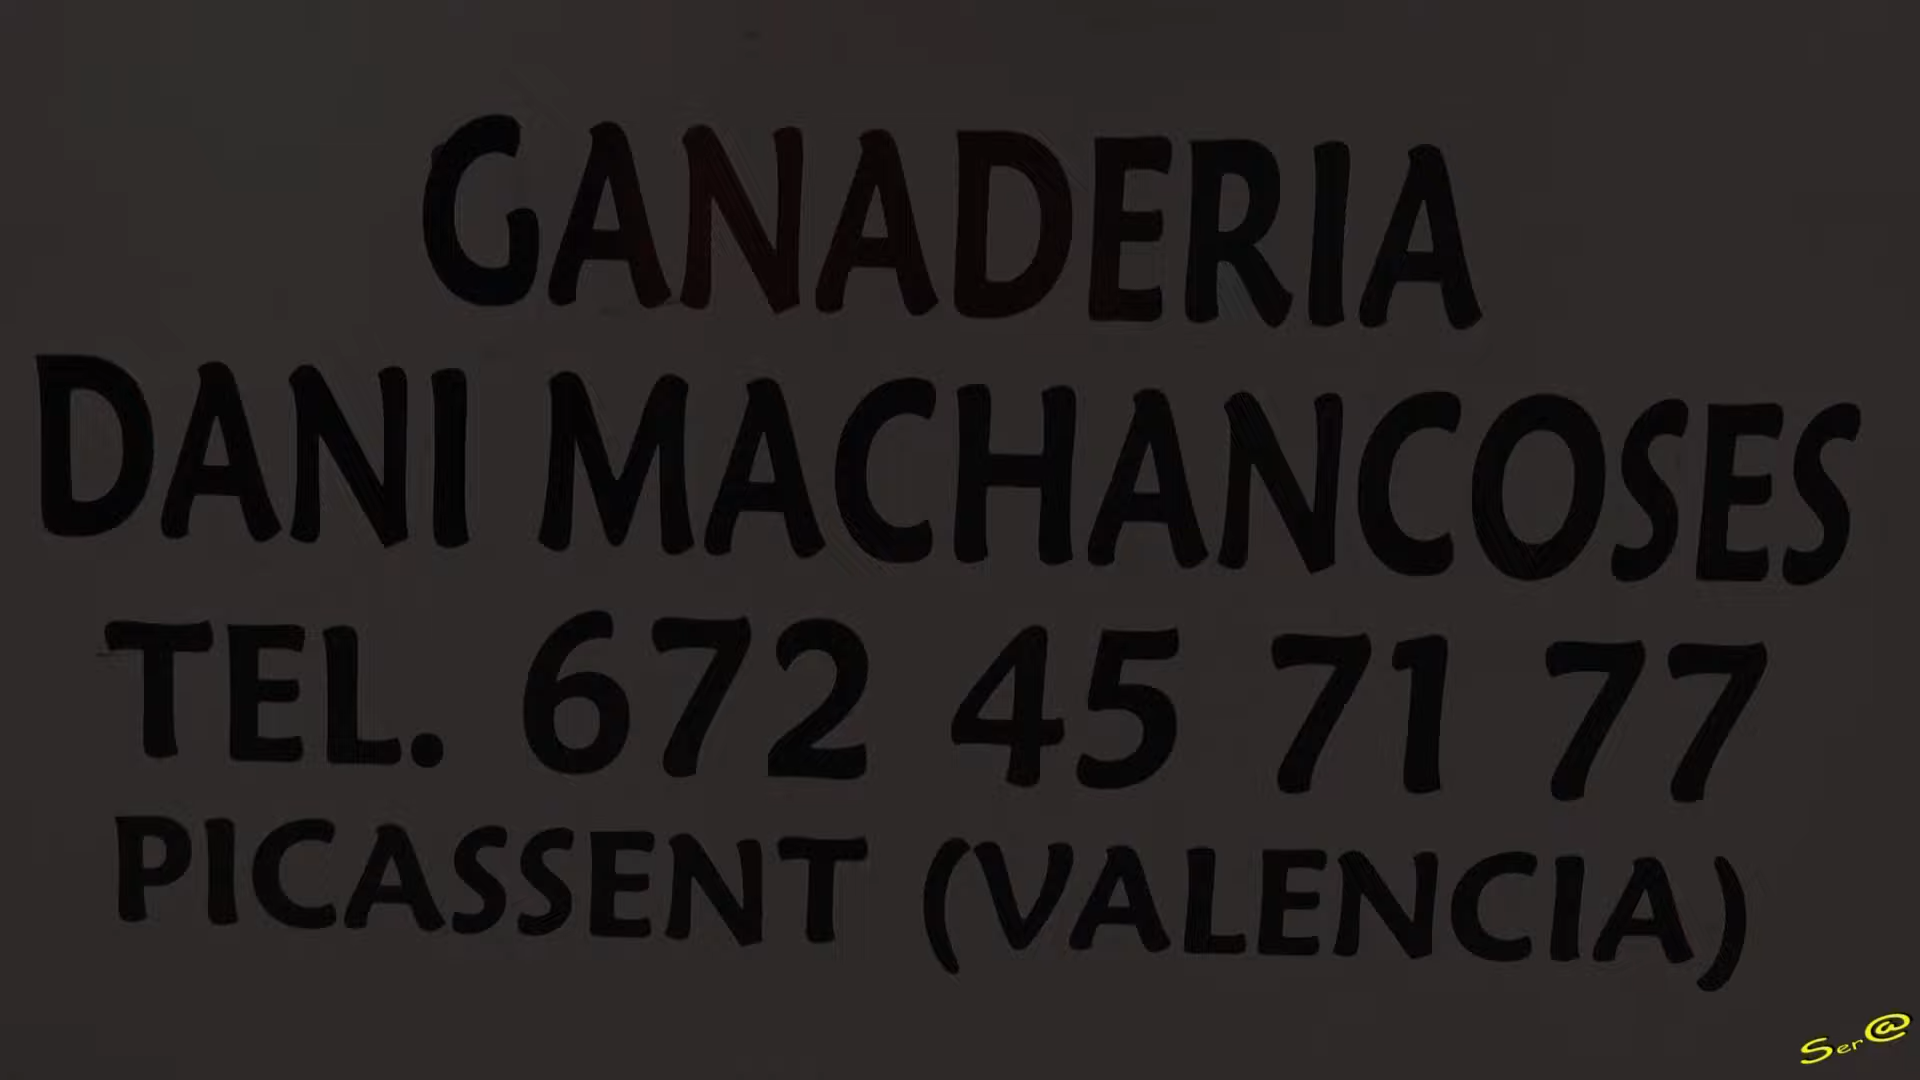 GANADERIA
DANI MACHANCOSES
TEL. 672 45 71 77
PICASSENT (VALENCIA)
Ser@